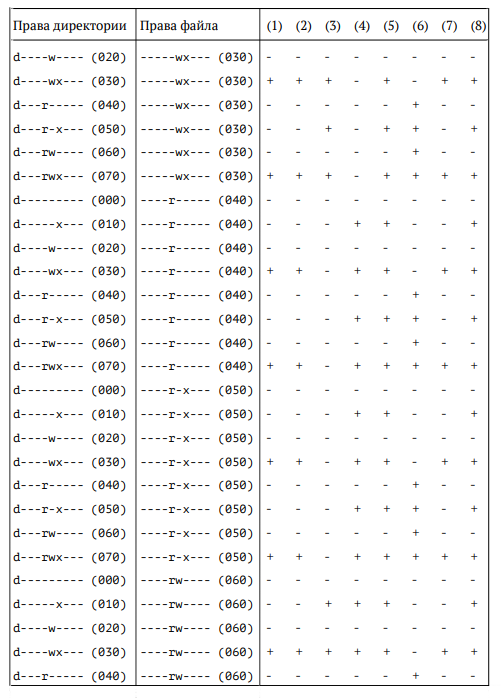 Права директории Права файла (1) (2) (3) (4) (5) (6) (7) (8)
d----w---- (020) -----wx--- (030) - - - - - - - -
d----wx--- (030) -----wx--- (030) + + + - + - + +
d---r----- (040) -----wx--- (030) - - - - - + - -
d---r-x--- (050) -----wx--- (030) - - + - + + - +
d---rw---- (060) -----wx--- (030) - - - - - + - -
d---rwx--- (070) -----wx--- (030) + + + - + + + +
d--------- (000) ----r----- (040) - - - - - - - -
d-----x--- (010) ----r----- (040) - - - + + - - +
d----w---- (020) ----r----- (040) - - - - - - - -
d----wx--- (030) ----r----- (040) + + - + + - + +
d---r----- (040) ----r----- (040) - - - - - + - -
d---r-x--- (050) ----r----- (040) - - - + + + - +
d---rw---- (060) ----r----- (040) - - - - - + - -
d---rwx--- (070) ----r----- (040) + + - + + + + +
d--------- (000) ----r-x--- (050) - - - - - - - -
d-----x--- (010) ----r-x--- (050) - - - + + - - +
d----w---- (020) ----r-x--- (050) - - - - - - - -
d----wx--- (030) ----r-x--- (050) + + - + + - + +
d---r----- (040) ----r-x--- (050) - - - - - + - -
d---r-x--- (050) ----r-x--- (050) - - - + + + - +
d---rw---- (060) ----r-x--- (050) - - - - - + - -
d---rwx--- (070) ----r-x--- (050) + + - + + + + +
d--------- (000) ----rw---- (060) - - - - - - - -
d-----x--- (010) ----rw---- (060) - - + + + - - +
d----w---- (020) ----rw---- (060) - - - - - - - -
d----wx--- (030) ----rw---- (060) + + + + + - + +
d---r----- (040) ----rw---- (060) - - - - - + - -